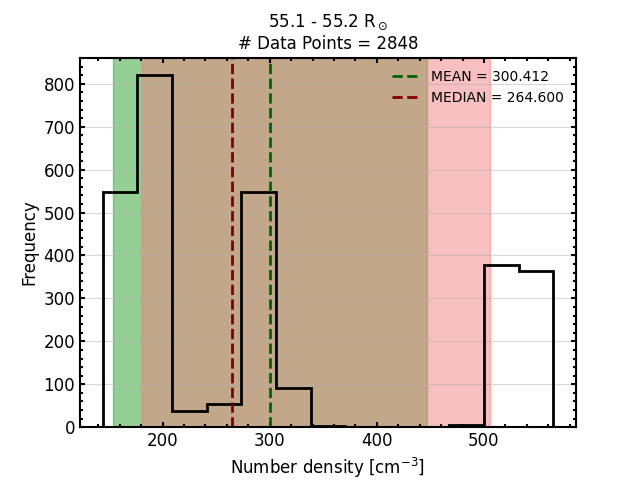 55.1 - 55.2 R⊙
# Data Points = 2848
MEAN = 300.412
MEDIAN = 264.600
800
700
600
500
400
300
200
100
0
Frequency
200 300 400 500
Number density [cm⁻³]